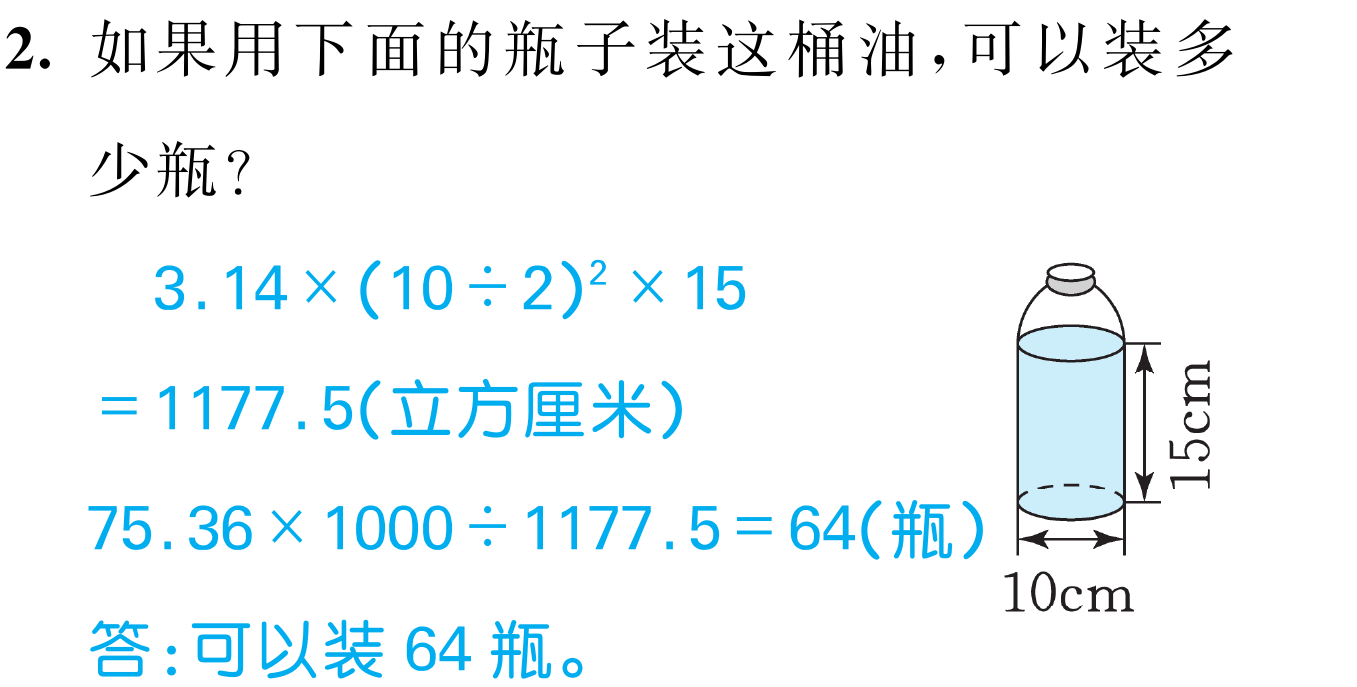 2. 如果用下面的瓶子装这桶油,可以装多
少瓶?
3.14×(10÷2)²×15
=1177.5(立方厘米)
75.36×1000÷1177.5=64(瓶)
答:可以装 64 瓶。
15cm
10cm